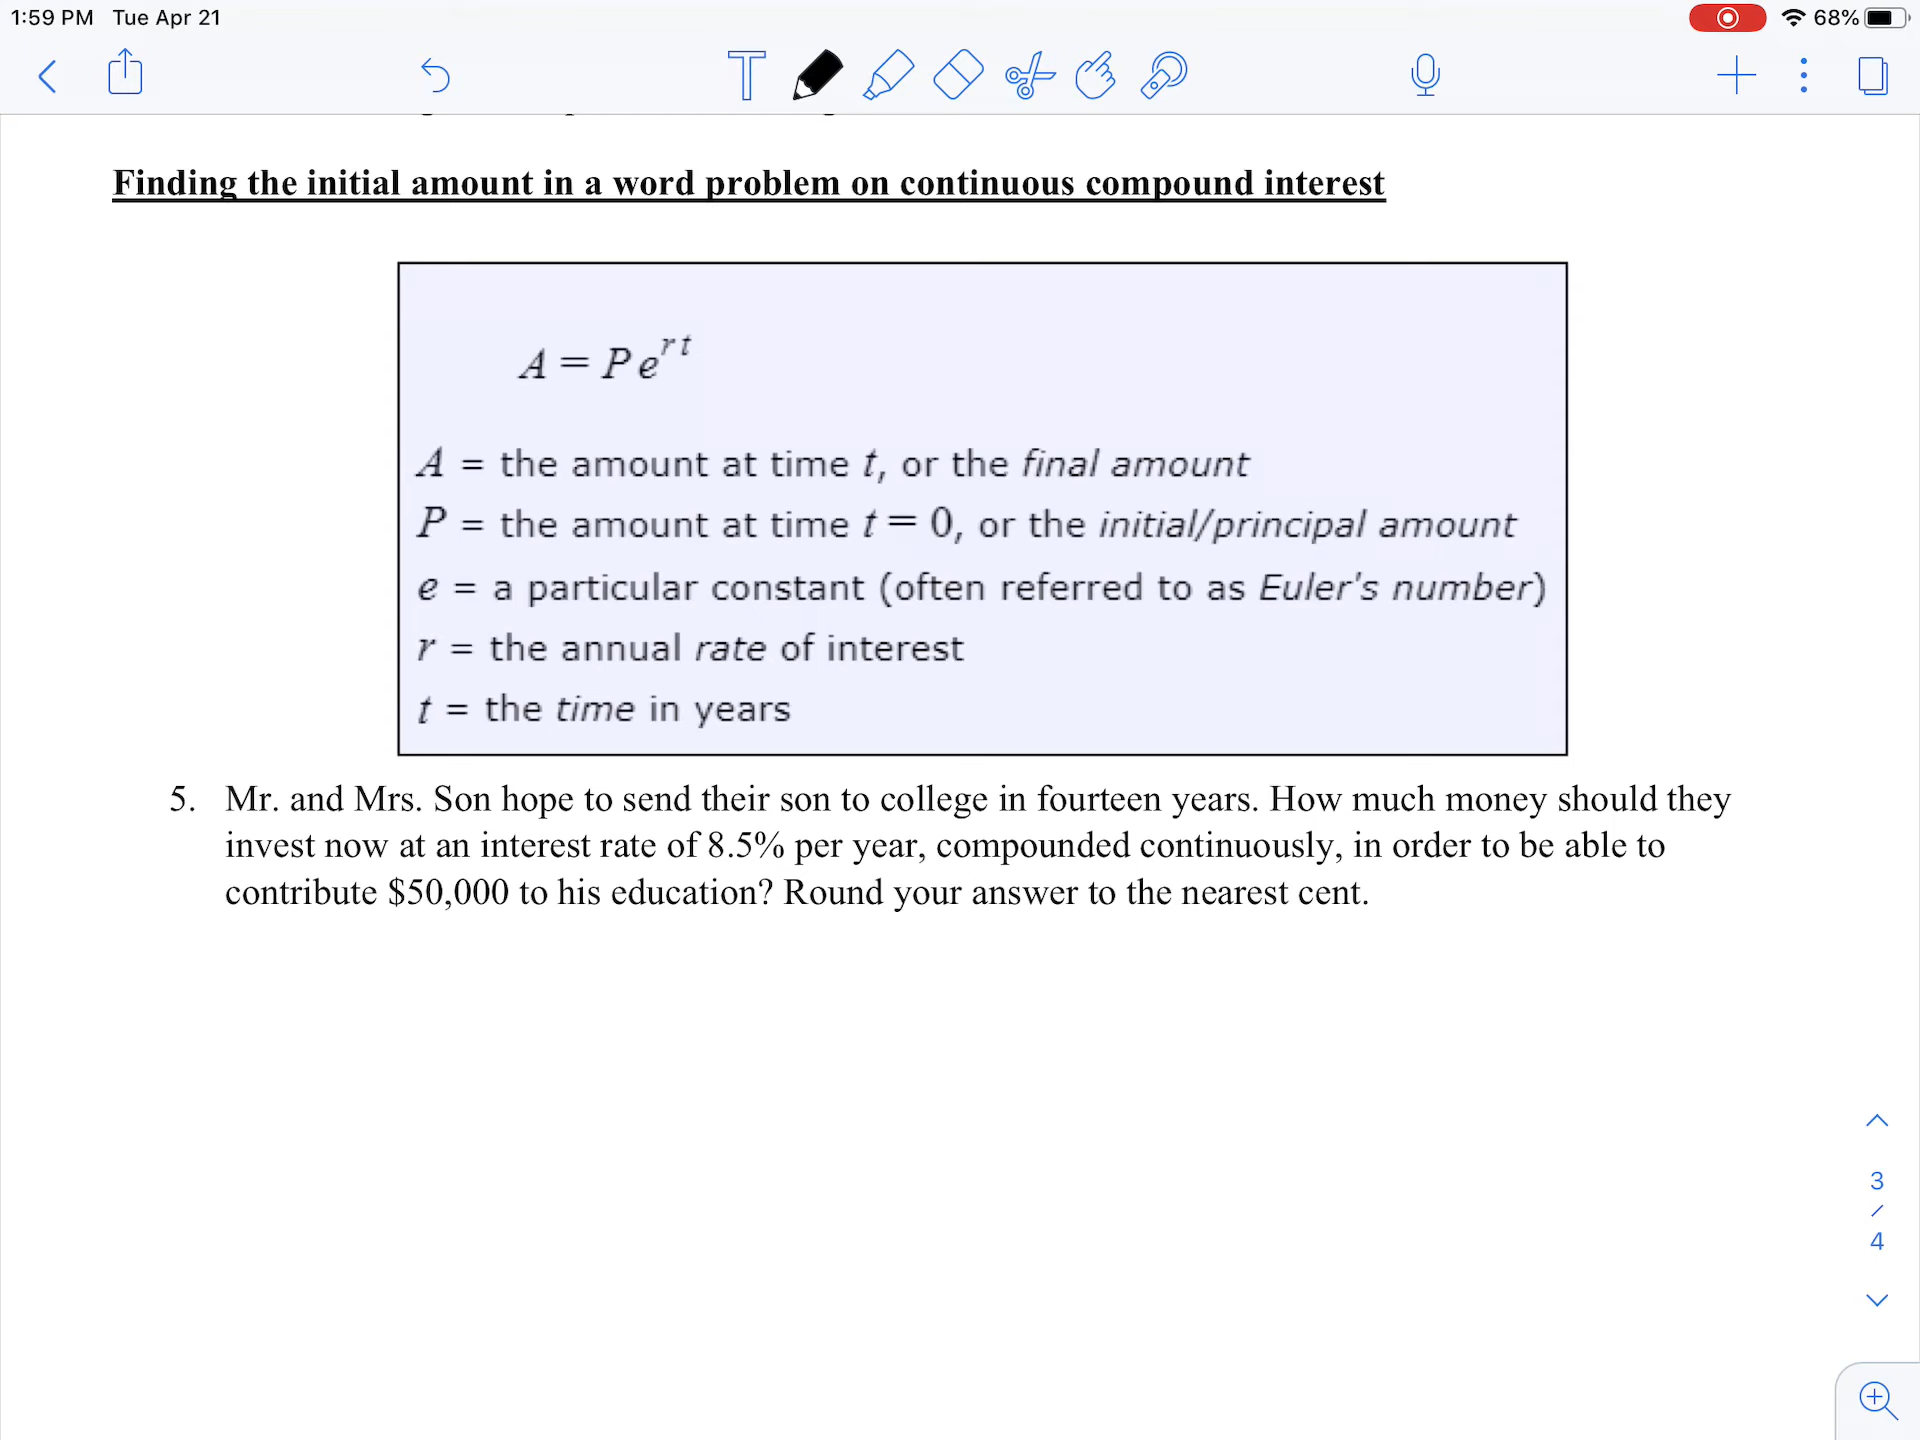 1:59 PM Tue Apr 21
68%
T
Finding the initial amount in a word problem on continuous compound interest
A = P e^{rt}
A = the amount at time t, or the final amount
P = the amount at time t = 0, or the initial/principal amount
e = a particular constant (often referred to as Euler's number)
r = the annual rate of interest
t = the time in years
5. Mr. and Mrs. Son hope to send their son to college in fourteen years. How much money should they
invest now at an interest rate of 8.5% per year, compounded continuously, in order to be able to
contribute $50,000 to his education? Round your answer to the nearest cent.
3
/
4